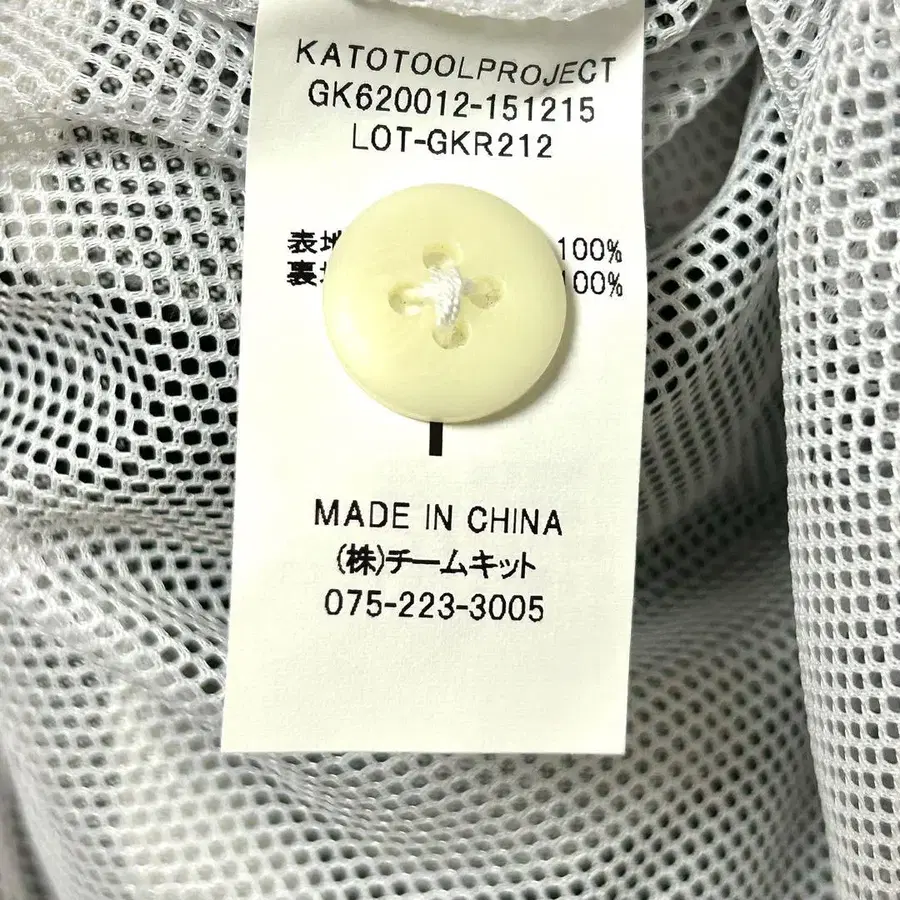 KATOTOOLPROJECT
GK620012-151215
LOT-GKR212
表地 100%
裏地 100%
MADE IN CHINA
(株)チームキット
075-223-3005